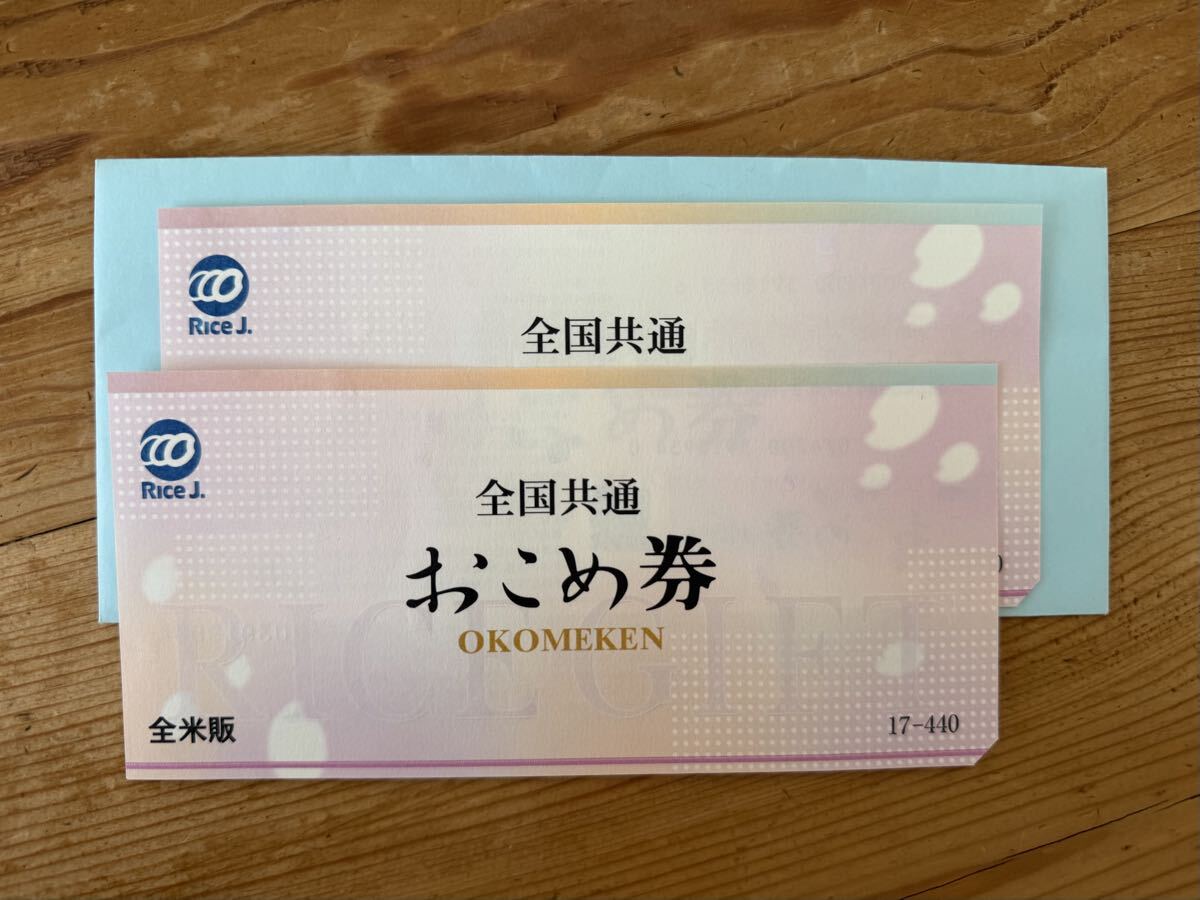 Rice J.
全国共通
Rice J.
全国共通
おこめ券
OKOMEKEN
RICE GIFT
全米販
17-440